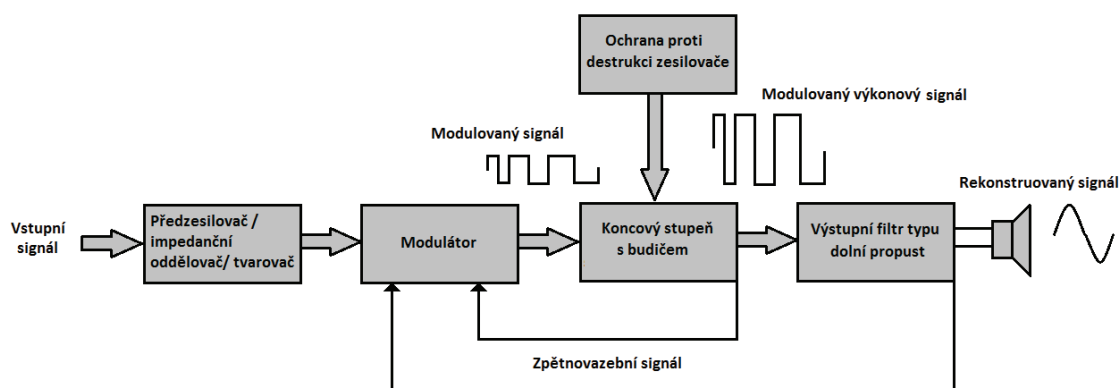 Ochrana proti
destrukci zesilovače
Modulovaný výkonový signál
Modulovaný signál
Rekonstruovaný signál
Vstupní
signál
Předzesilovač /
impedanční
oddělovač/ tvarovač
Modulátor
Koncový stupeň
s budičem
Výstupní filtr typu
dolní propust
Zpětnovazební signál